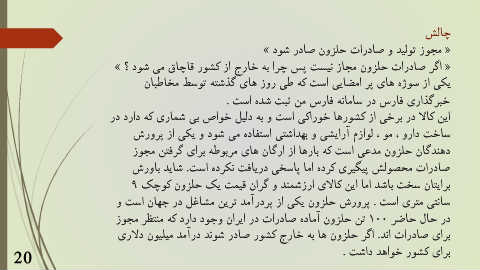 چالش
« مجوز تولید و صادرات حلزون صادر شود »
« اگر صادرات حلزون مجاز نیست پس چرا به خارج از کشور قاچاق می شود ؟ »
یکی از سوژه های پر امضایی است که طی روز های گذشته توسط مخاطبان
خبرگذاری فارس در سامانه فارس من ثبت شده است .
این کالا در برخی از کشورها خوراکی است و به دلیل خواص بی شماری که دارد در
ساخت دارو ، مو ، لوازم آرایشی و بهداشتی استفاده می شود و یکی از پرورش
دهندگان حلزون مدعی است که بارها از ارگان های مربوطه برای گرفتن مجوز
صادرات محصولش پیگیری کرده اما پاسخی دریافت نکرده است. شاید باورش
برایتان سخت باشد اما این کالای ارزشمند و گران قیمت یک حلزون کوچک ۹
سانتی متری است . پرورش حلزون یکی از پردرآمد ترین مشاغل در جهان است و
در حال حاضر ۱۰۰ تن حلزون آماده صادرات در ایران وجود دارد که منتظر مجوز
برای صادرات اند. اگر حلزون ها به خارج کشور صادر شوند درآمد میلیون دلاری
برای کشور خواهد داشت .
20